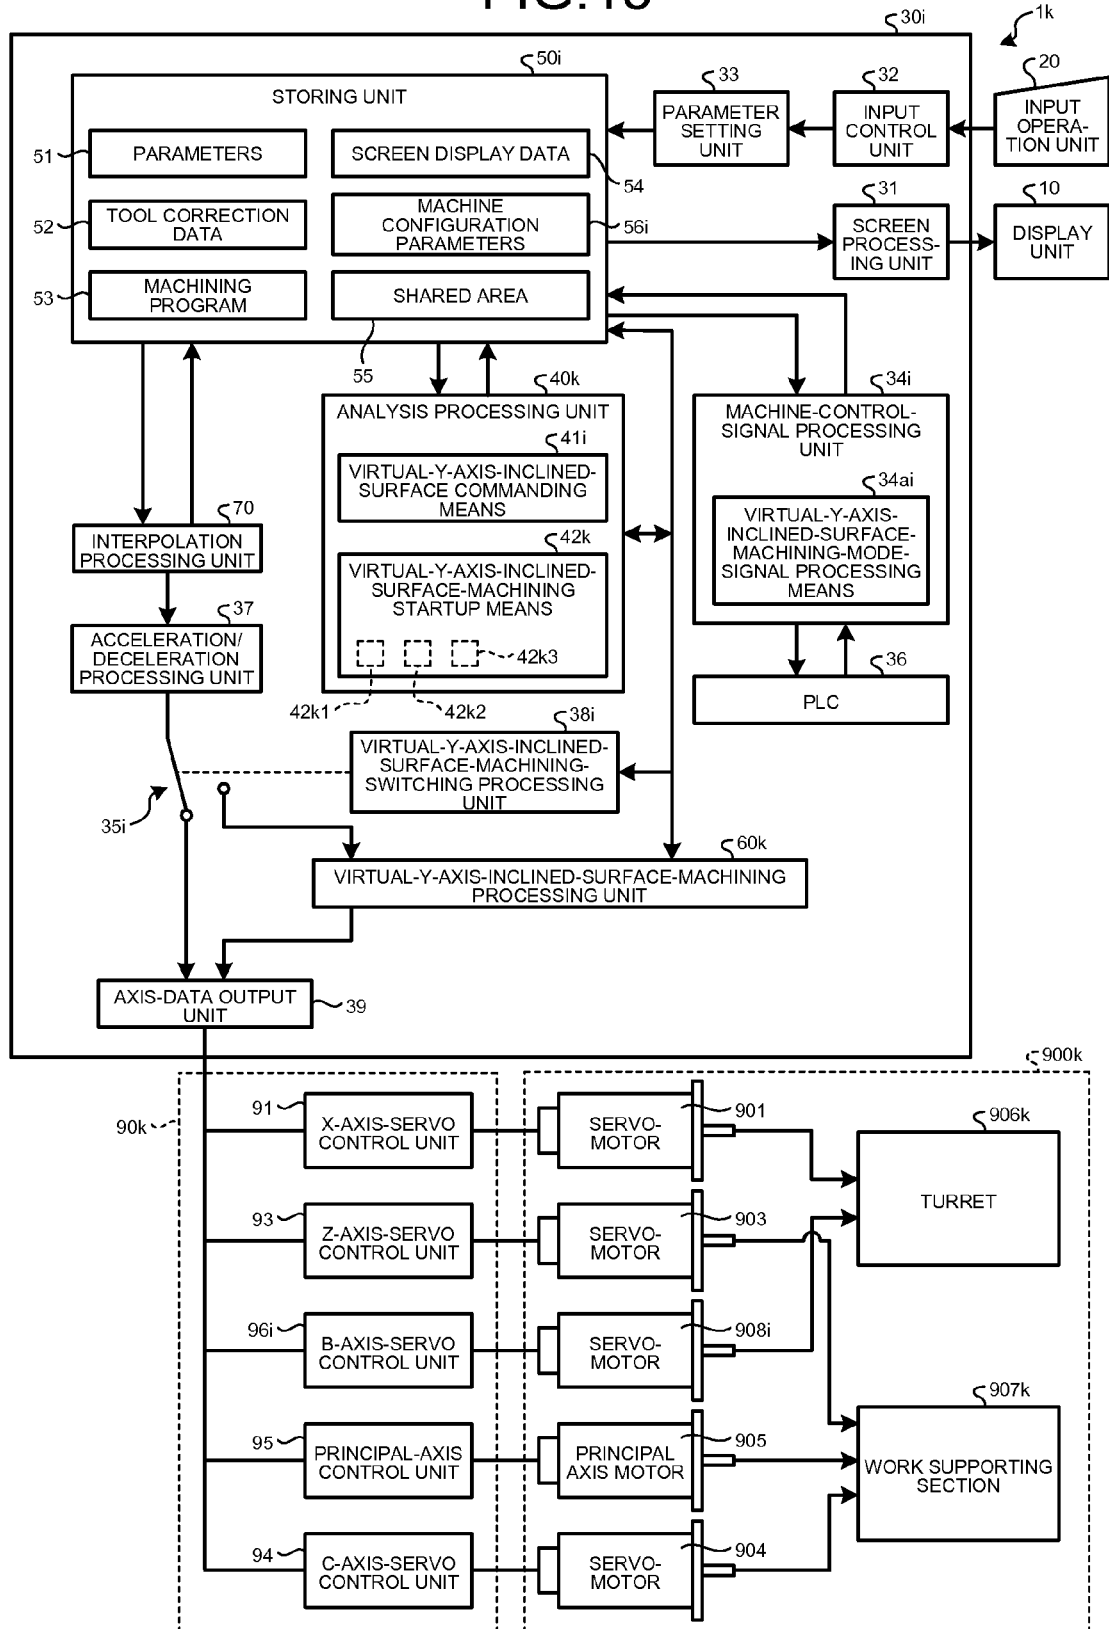 1k
30i
50i
STORING UNIT
51
PARAMETERS
SCREEN DISPLAY DATA
54
52
TOOL CORRECTION
DATA
MACHINE
CONFIGURATION
PARAMETERS
56i
53
MACHINING
PROGRAM
SHARED AREA
55
33
PARAMETER
SETTING
UNIT
32
INPUT
CONTROL
UNIT
20
INPUT
OPERA-
TION UNIT
31
SCREEN
PROCESS-
ING UNIT
10
DISPLAY
UNIT
40k
ANALYSIS PROCESSING UNIT
41i
VIRTUAL-Y-AXIS-INCLINED-
SURFACE COMMANDING
MEANS
42k
VIRTUAL-Y-AXIS-INCLINED-
SURFACE-MACHINING
STARTUP MEANS
42k3
42k1
42k2
34i
MACHINE-CONTROL-
SIGNAL PROCESSING
UNIT
34ai
VIRTUAL-Y-AXIS-
INCLINED-SURFACE-
MACHINING-MODE-
SIGNAL PROCESSING
MEANS
36
PLC
70
INTERPOLATION
PROCESSING UNIT
37
ACCELERATION/
DECELERATION
PROCESSING UNIT
38i
VIRTUAL-Y-AXIS-INCLINED-
SURFACE-MACHINING-
SWITCHING PROCESSING
UNIT
35i
60k
VIRTUAL-Y-AXIS-INCLINED-SURFACE-MACHINING
PROCESSING UNIT
AXIS-DATA OUTPUT
UNIT
39
90k
900k
91
X-AXIS-SERVO
CONTROL UNIT
SERVO-
MOTOR
901
906k
TURRET
93
Z-AXIS-SERVO
CONTROL UNIT
SERVO-
MOTOR
903
96i
B-AXIS-SERVO
CONTROL UNIT
SERVO-
MOTOR
908i
907k
WORK SUPPORTING
SECTION
95
PRINCIPAL-AXIS
CONTROL UNIT
PRINCIPAL
AXIS MOTOR
905
94
C-AXIS-SERVO
CONTROL UNIT
SERVO-
MOTOR
904